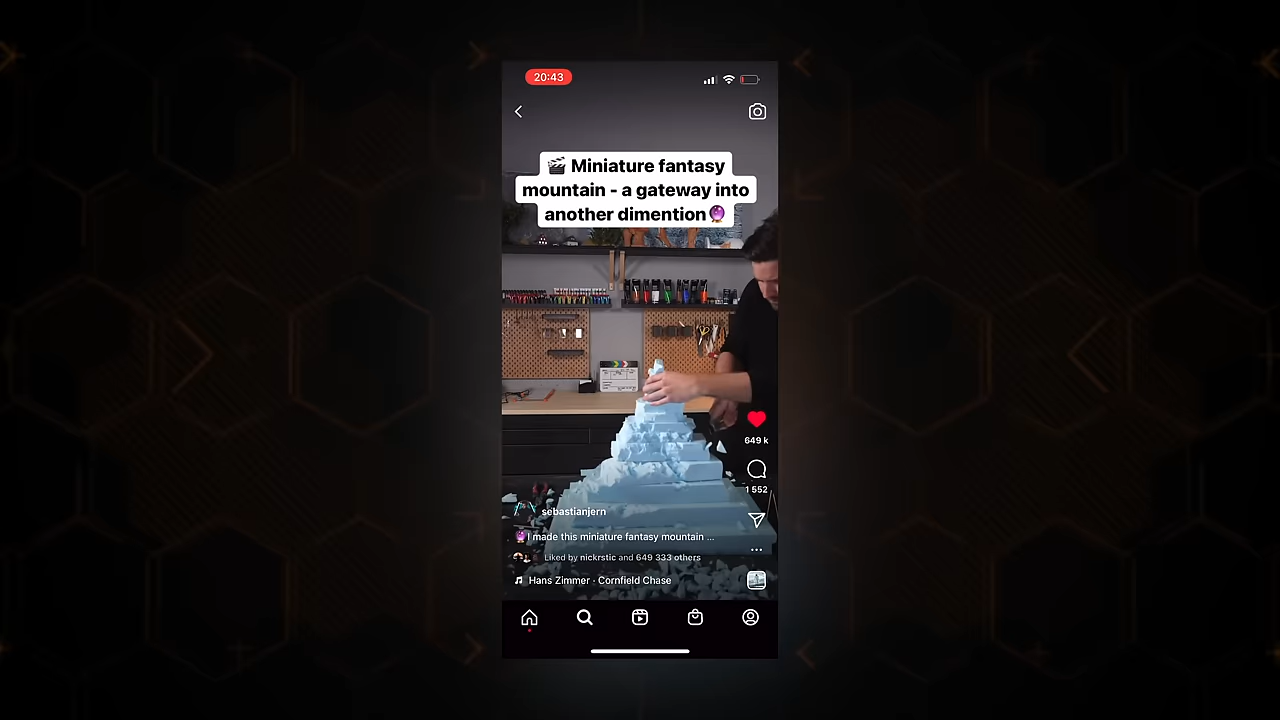 20:43
🎬 Miniature fantasy
mountain - a gateway into
another dimention🔮
649 k
1 552
sebastianjern
🔮I made this miniature fantasy mountain ...
Liked by nickrstic and 649 333 others
Hans Zimmer · Cornfield Chase